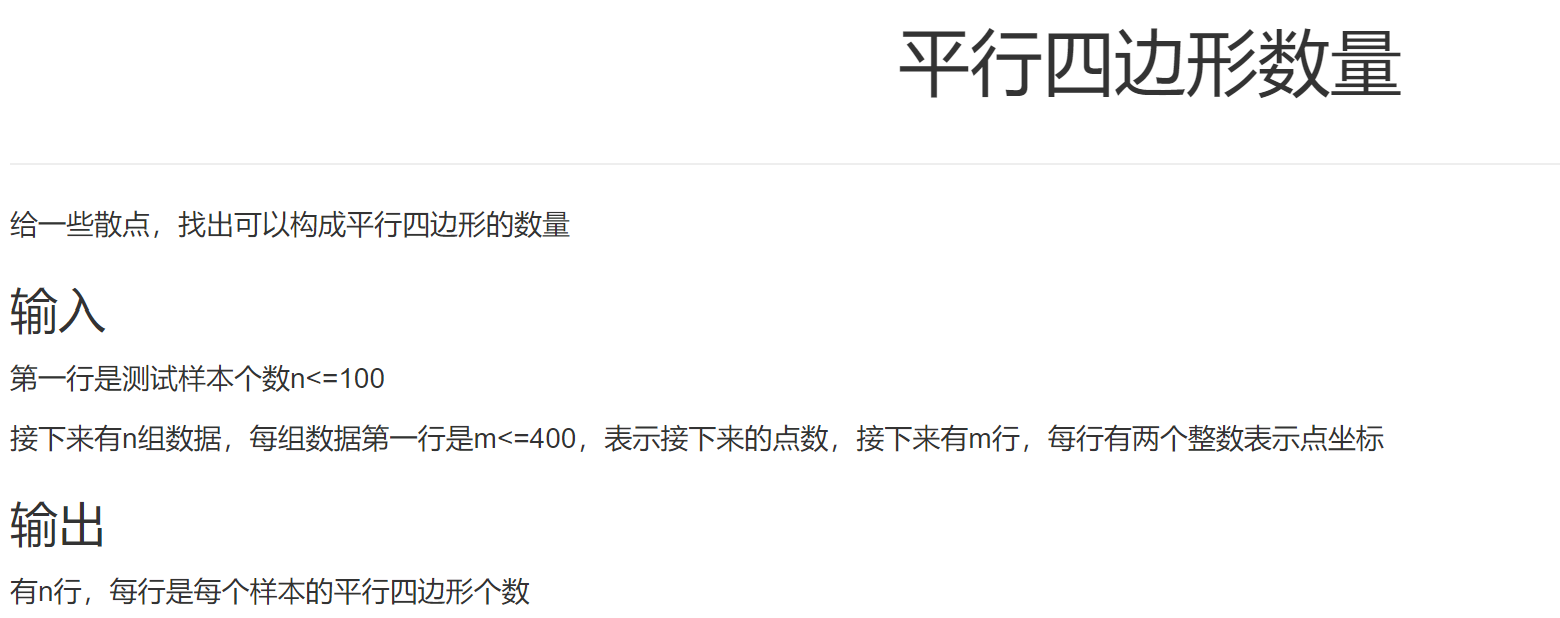 平行四边形数量
给一些散点，找出可以构成平行四边形的数量
输入
第一行是测试样本个数n<=100
接下来有n组数据，每组数据第一行是m<=400，表示接下来的点数，接下来有m行，每行有两个整数表示点坐标
输出
有n行，每行是每个样本的平行四边形个数